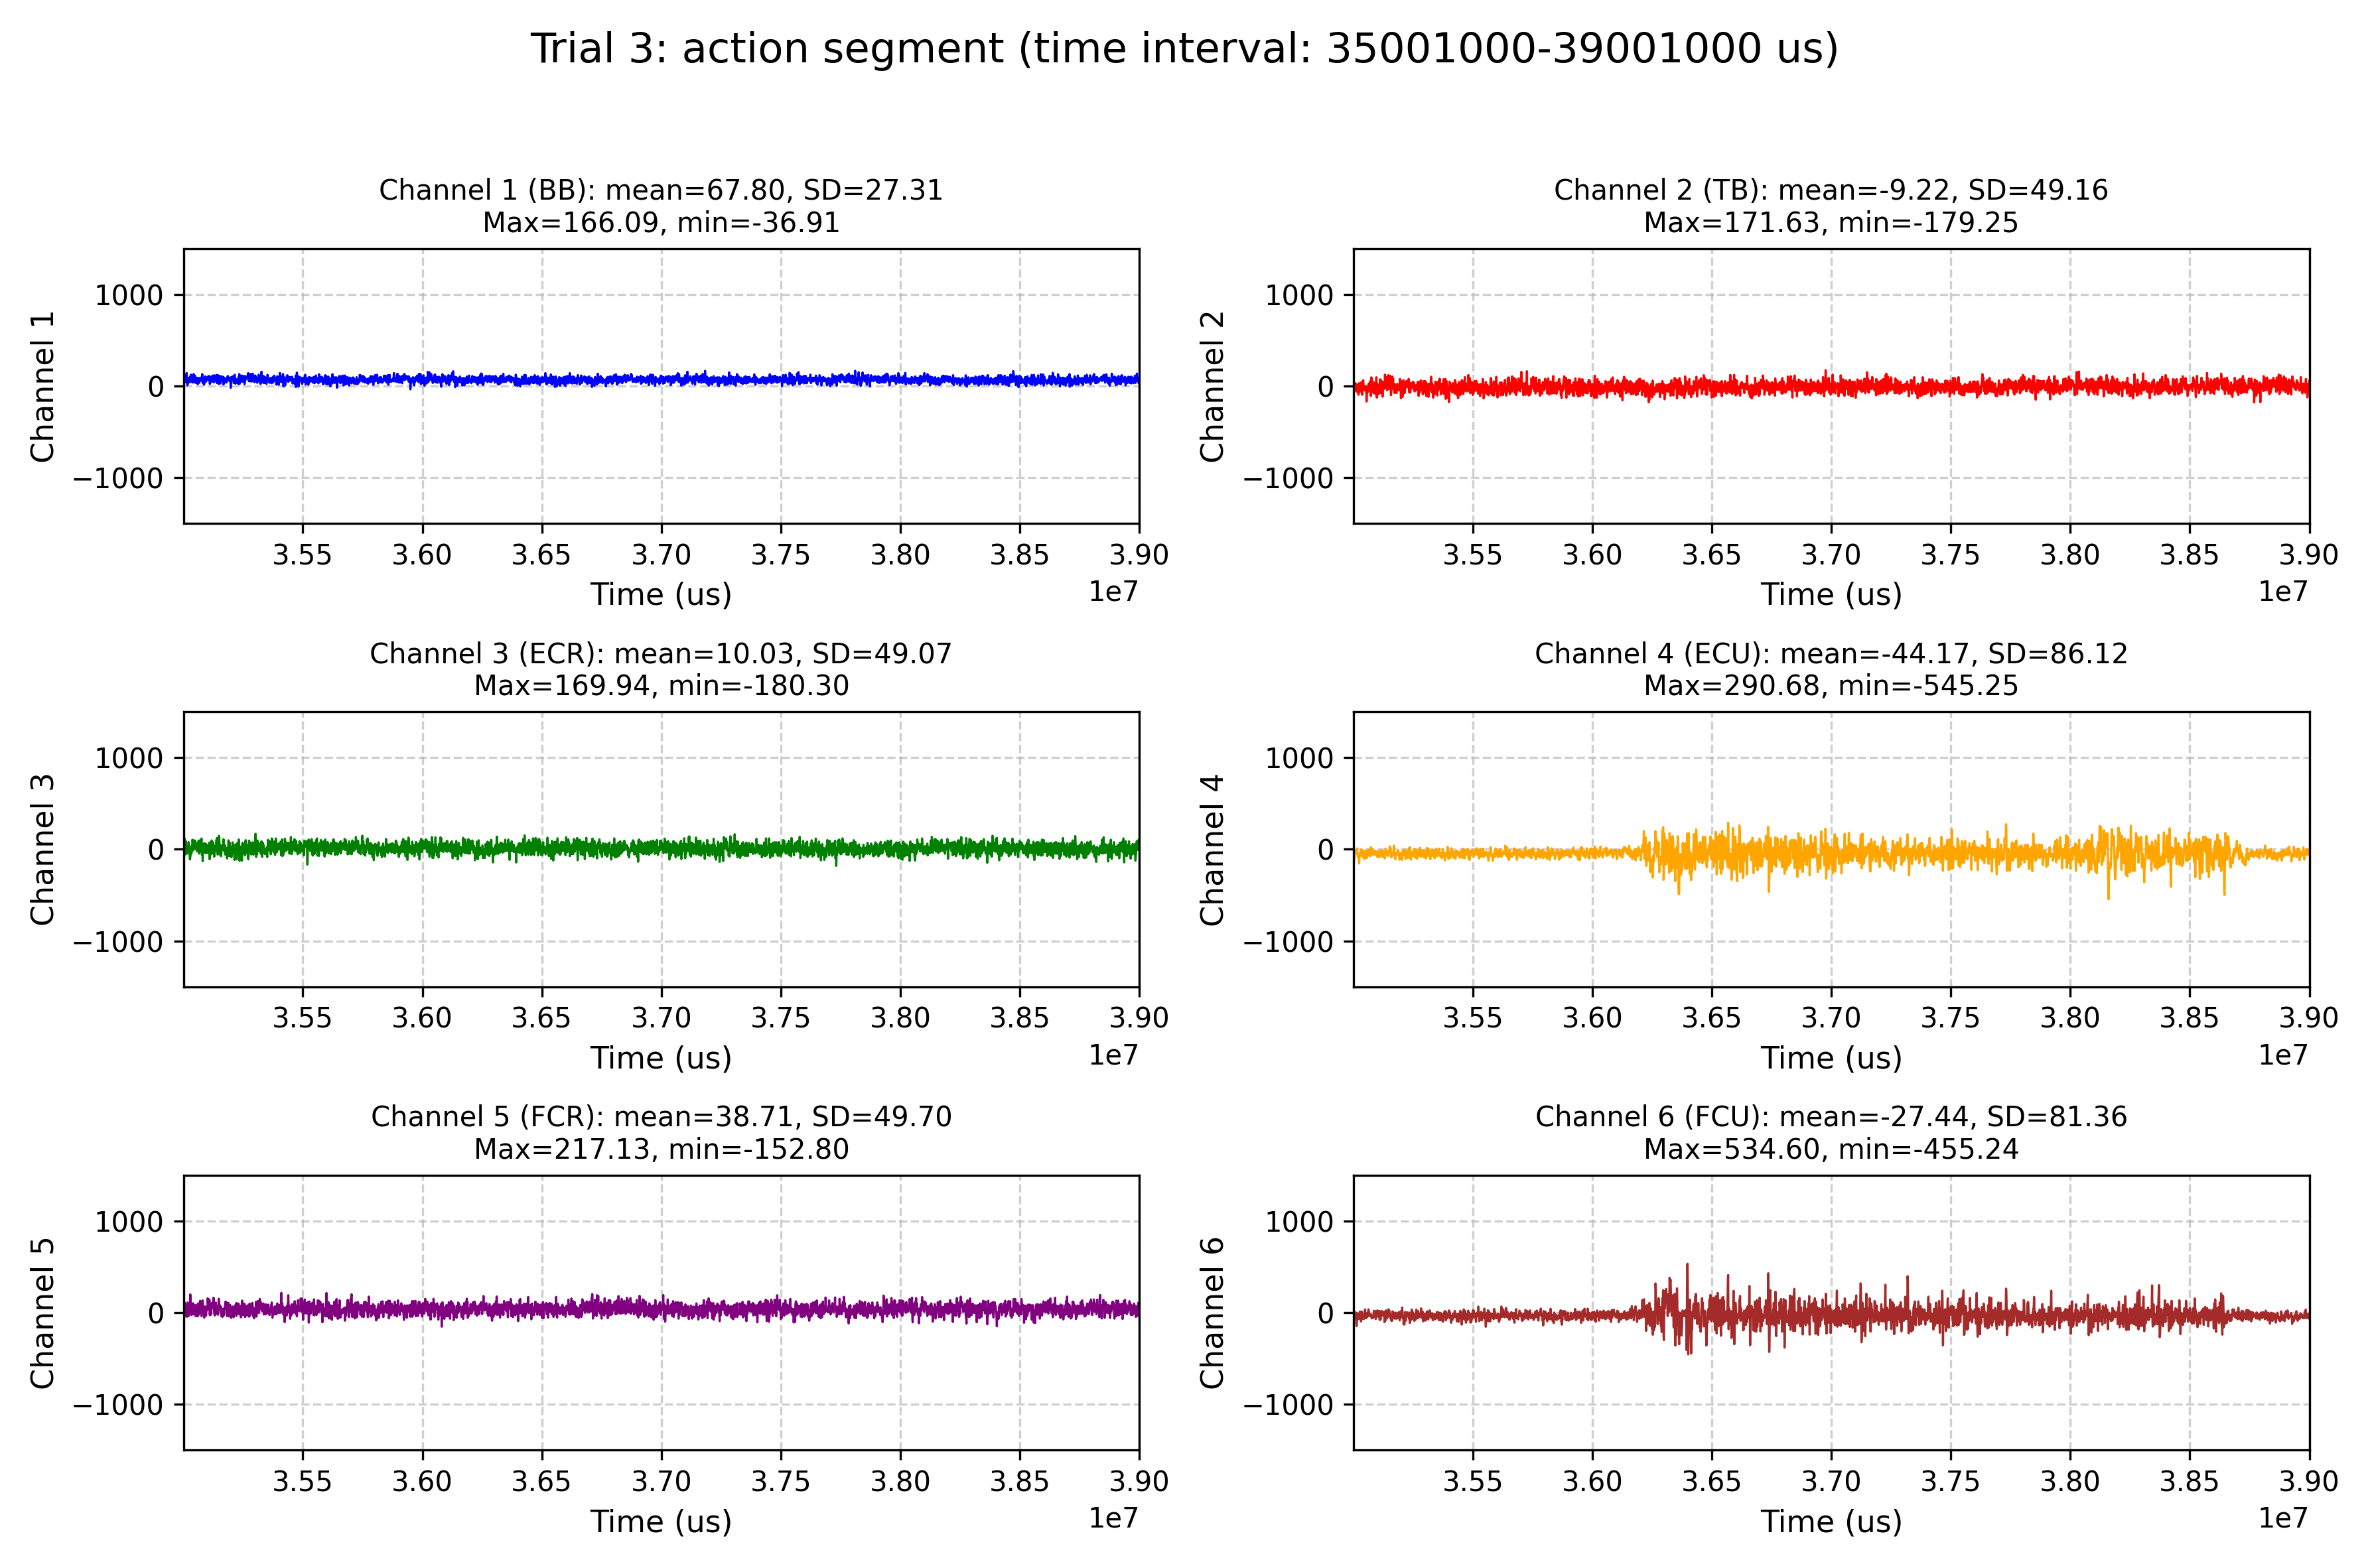 Trial 3: action segment (time interval: 35001000-39001000 us)
Channel 1 (BB): mean=67.80, SD=27.31
Max=166.09, min=-36.91
Channel 1
1000
0
−1000
3.55 3.60 3.65 3.70 3.75 3.80 3.85 3.90
1e7
Time (us)
Channel 2 (TB): mean=-9.22, SD=49.16
Max=171.63, min=-179.25
Channel 2
1000
0
−1000
3.55 3.60 3.65 3.70 3.75 3.80 3.85 3.90
1e7
Time (us)
Channel 3 (ECR): mean=10.03, SD=49.07
Max=169.94, min=-180.30
Channel 3
1000
0
−1000
3.55 3.60 3.65 3.70 3.75 3.80 3.85 3.90
1e7
Time (us)
Channel 4 (ECU): mean=-44.17, SD=86.12
Max=290.68, min=-545.25
Channel 4
1000
0
−1000
3.55 3.60 3.65 3.70 3.75 3.80 3.85 3.90
1e7
Time (us)
Channel 5 (FCR): mean=38.71, SD=49.70
Max=217.13, min=-152.80
Channel 5
1000
0
−1000
3.55 3.60 3.65 3.70 3.75 3.80 3.85 3.90
1e7
Time (us)
Channel 6 (FCU): mean=-27.44, SD=81.36
Max=534.60, min=-455.24
Channel 6
1000
0
−1000
3.55 3.60 3.65 3.70 3.75 3.80 3.85 3.90
1e7
Time (us)